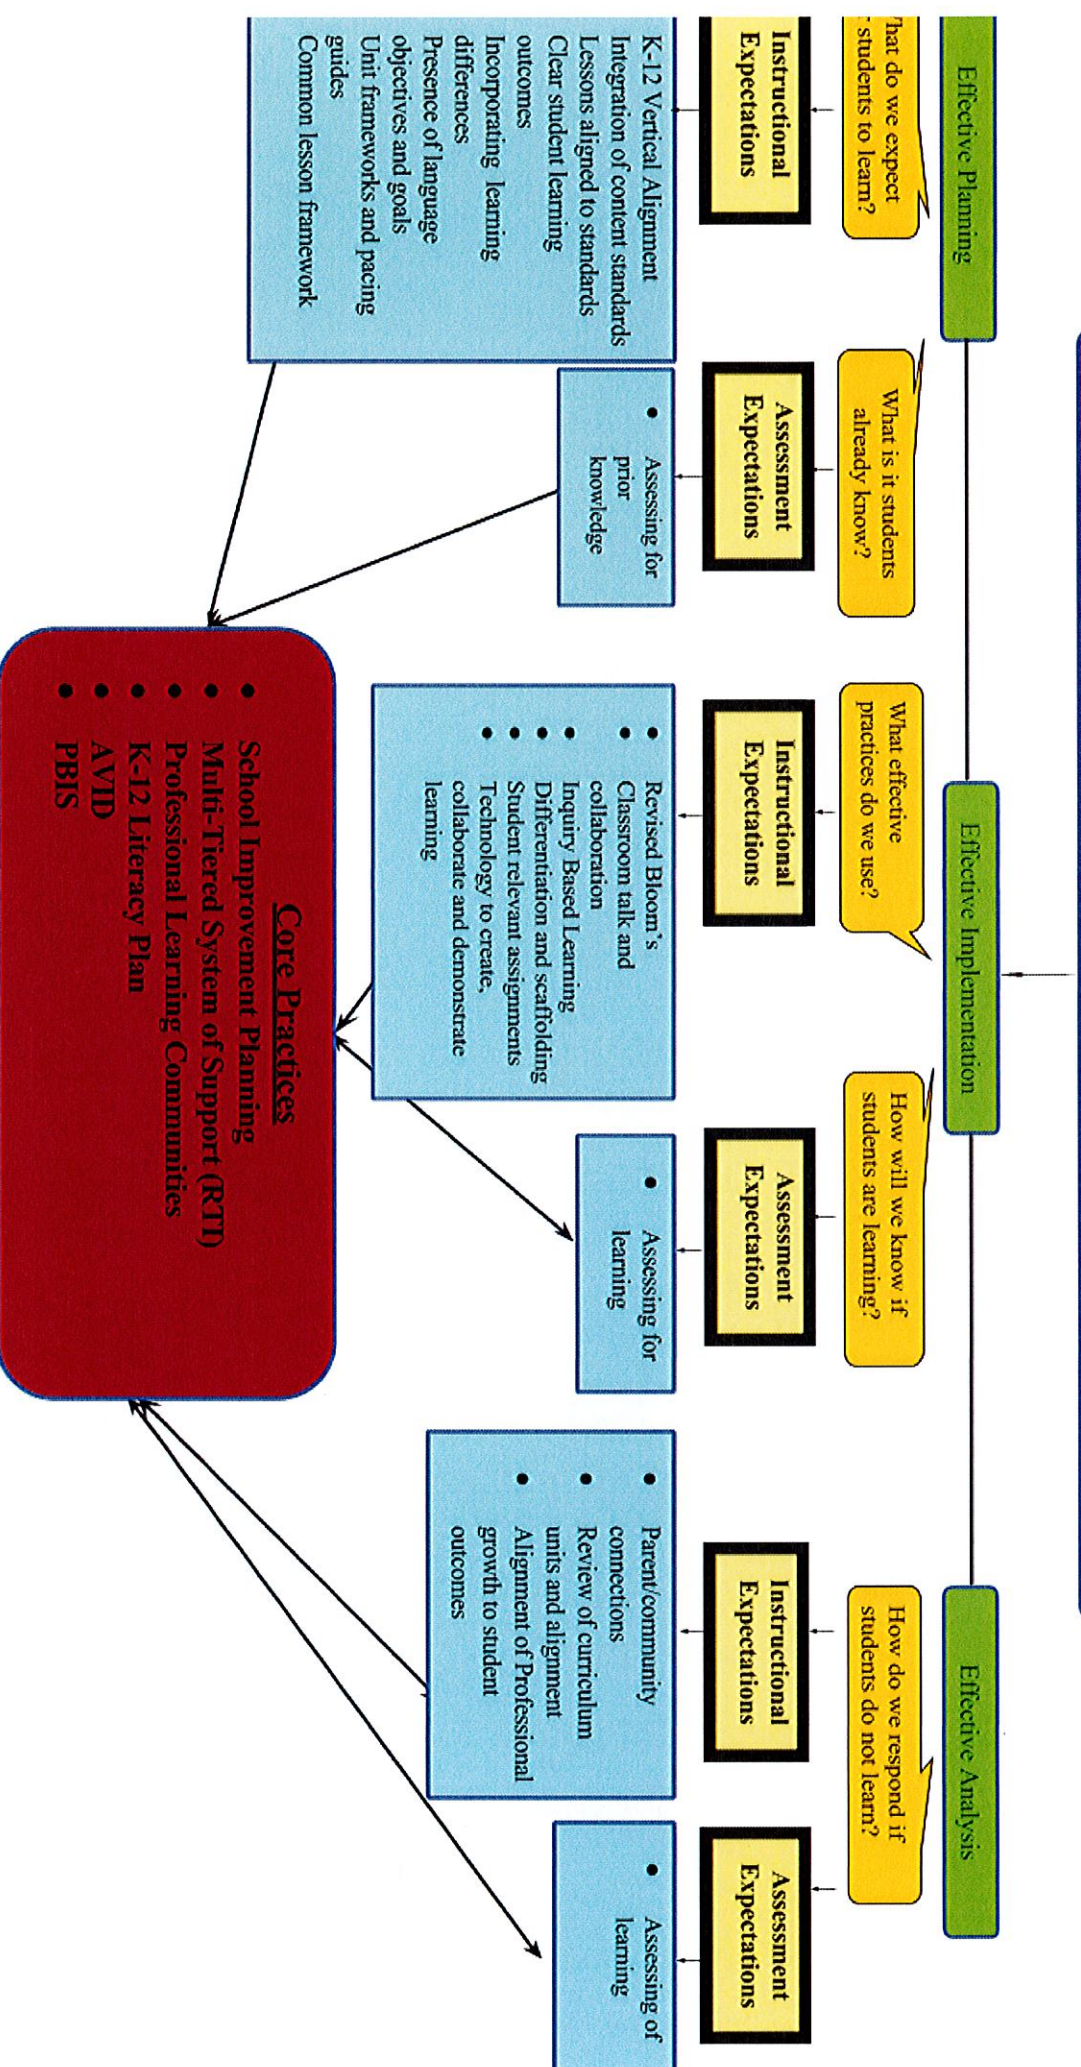 Effective Planning
Effective Implementation
Effective Analysis
hat do we expect
students to learn?
What is it students
already know?
What effective
practices do we use?
How will we know if
students are learning?
How do we respond if
students do not learn?
Instructional
Expectations
Assessment
Expectations
Instructional
Expectations
Assessment
Expectations
Instructional
Expectations
Assessment
Expectations
K-12 Vertical Alignment
Integration of content standards
Lessons aligned to standards
Clear student learning
outcomes
Incorporating learning
differences
Presence of language
objectives and goals
Unit frameworks and pacing
guides
Common lesson framework
• Assessing for
prior
knowledge
• Revised Bloom's
• Classroom talk and
collaboration
• Inquiry Based Learning
• Differentiation and scaffolding
• Student relevant assignments
• Technology to create,
collaborate and demonstrate
learning
• Assessing for
learning
• Parent/community
connections
• Review of curriculum
units and alignment
• Alignment of Professional
growth to student
outcomes
• Assessing of
learning
Core Practices
• School Improvement Planning
• Multi-Tiered System of Support (RTI)
• Professional Learning Communities
• K-12 Literacy Plan
• AVID
• PBIS